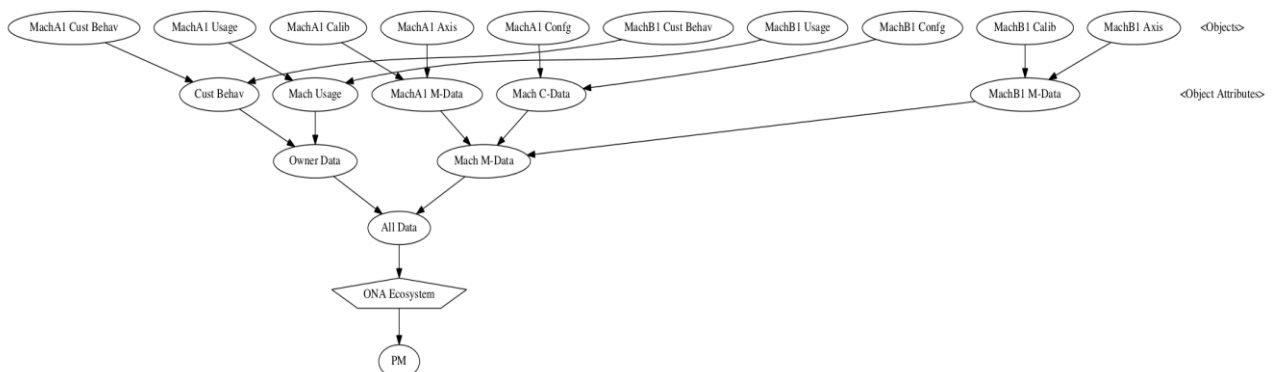 MachA1 Cust Behav
MachA1 Usage
MachA1 Calib
MachA1 Axis
MachA1 Confg
MachB1 Cust Behav
MachB1 Usage
MachB1 Confg
MachB1 Calib
MachB1 Axis
<Objects>
Cust Behav
Mach Usage
MachA1 M-Data
Mach C-Data
MachB1 M-Data
<Object Attributes>
Owner Data
Mach M-Data
All Data
ONA Ecosystem
PM